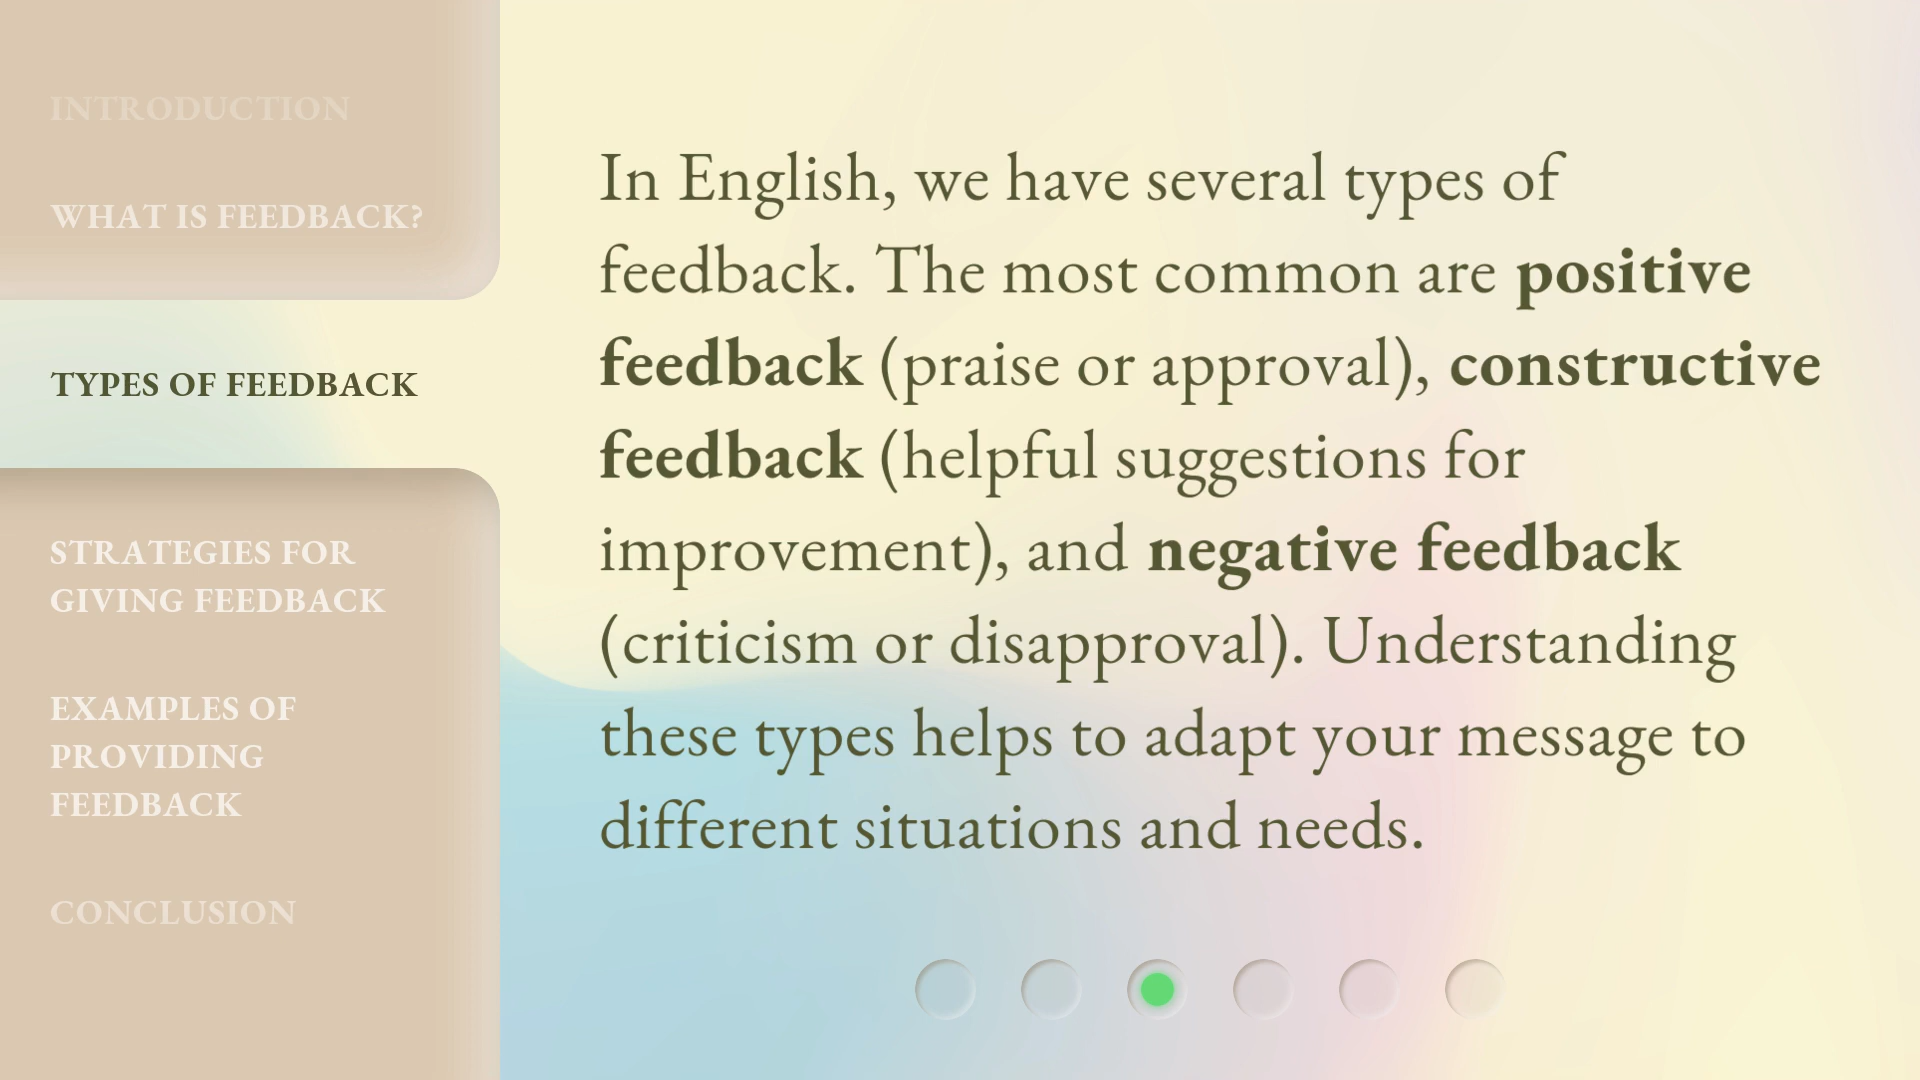 INTRODUCTION
WHAT IS FEEDBACK?
TYPES OF FEEDBACK
STRATEGIES FOR
GIVING FEEDBACK
EXAMPLES OF
PROVIDING
FEEDBACK
CONCLUSION
In English, we have several types of
feedback. The most common are positive
feedback (praise or approval), constructive
feedback (helpful suggestions for
improvement), and negative feedback
(criticism or disapproval). Understanding
these types helps to adapt your message to
different situations and needs.